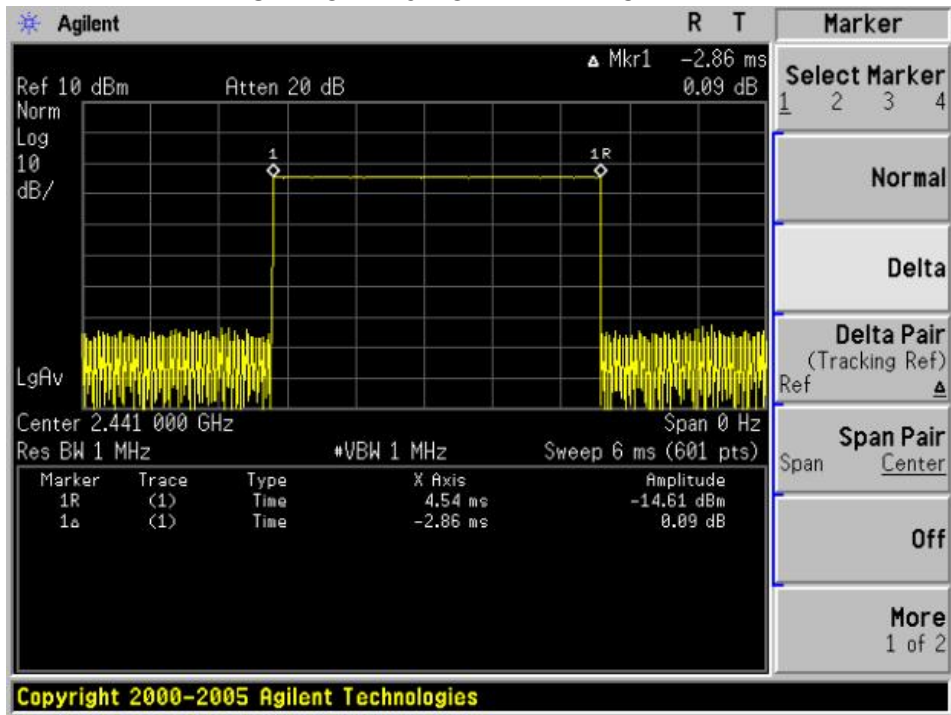 Agilent R T Marker
Δ Mkr1 -2.86 ms
Ref 10 dBm Atten 20 dB 0.09 dB
Norm
Log
10
dB/
1
1R
LgAv
Center 2.441 000 GHz Span 0 Hz
Res BW 1 MHz #VBW 1 MHz Sweep 6 ms (601 pts)
Marker Trace Type X Axis Amplitude
1R (1) Time 4.54 ms -14.61 dBm
1Δ (1) Time -2.86 ms 0.09 dB
Select Marker
1 2 3 4
Normal
Delta
Delta Pair
(Tracking Ref)
Ref Δ
Span Pair
Span Center
Off
More
1 of 2
Copyright 2000-2005 Agilent Technologies